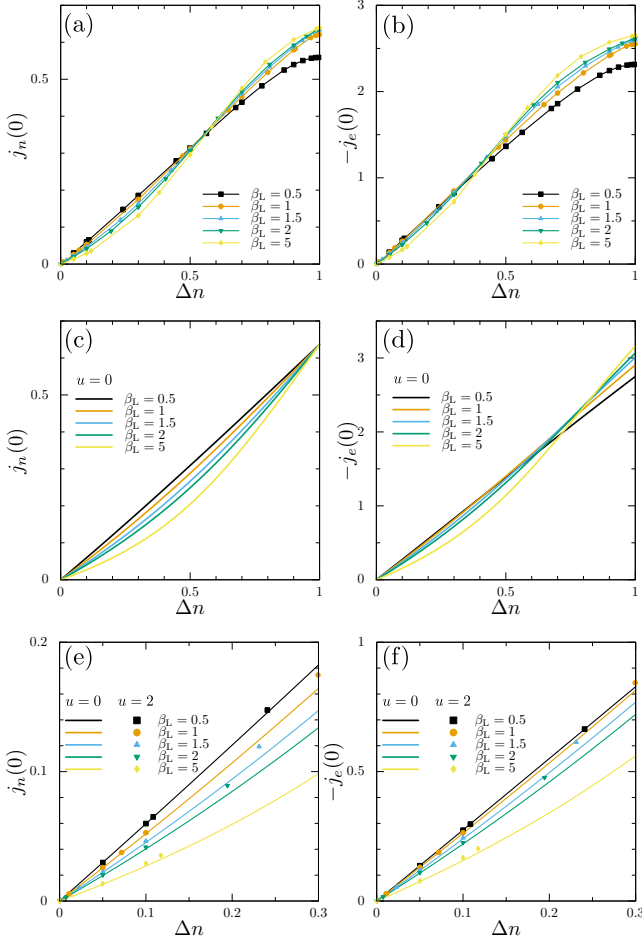 (a)
j_n(0)
0.5
0
β_L = 0.5
β_L = 1
β_L = 1.5
β_L = 2
β_L = 5
0 0.5 1
Δn
(b)
−j_e(0)
3
2
1
0
β_L = 0.5
β_L = 1
β_L = 1.5
β_L = 2
β_L = 5
0 0.5 1
Δn
(c)
j_n(0)
0.5
0
u = 0
β_L = 0.5
β_L = 1
β_L = 1.5
β_L = 2
β_L = 5
0 0.5 1
Δn
(d)
−j_e(0)
3
2
1
0
u = 0
β_L = 0.5
β_L = 1
β_L = 1.5
β_L = 2
β_L = 5
0 0.5 1
Δn
(e)
j_n(0)
0.2
0.1
0
u = 0 u = 2
β_L = 0.5
β_L = 1
β_L = 1.5
β_L = 2
β_L = 5
0 0.1 0.2 0.3
Δn
(f)
−j_e(0)
1
0
u = 0 u = 2
β_L = 0.5
β_L = 1
β_L = 1.5
β_L = 2
β_L = 5
0 0.1 0.2 0.3
Δn